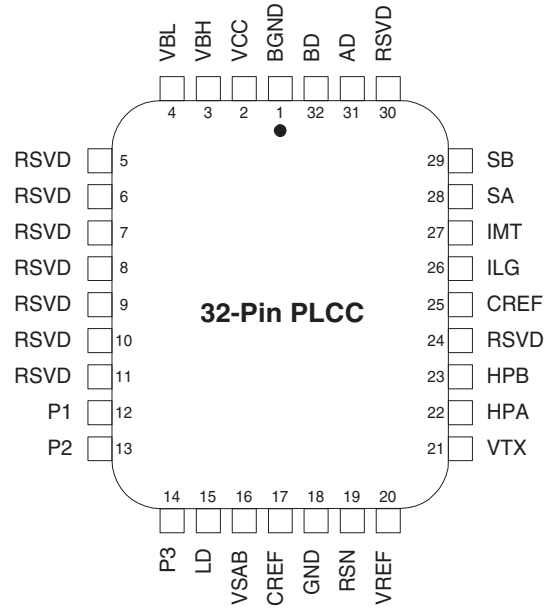 VBL VBH VCC BGND BD AD RSVD
4 3 2 1 32 31 30
RSVD 5 29 SB
RSVD 6 28 SA
RSVD 7 27 IMT
RSVD 8 26 ILG
RSVD 9 32-Pin PLCC 25 CREF
RSVD 10 24 RSVD
RSVD 11 23 HPB
P1 12 22 HPA
P2 13 21 VTX
14 15 16 17 18 19 20
P3 LD VSAB CREF GND RSN VREF